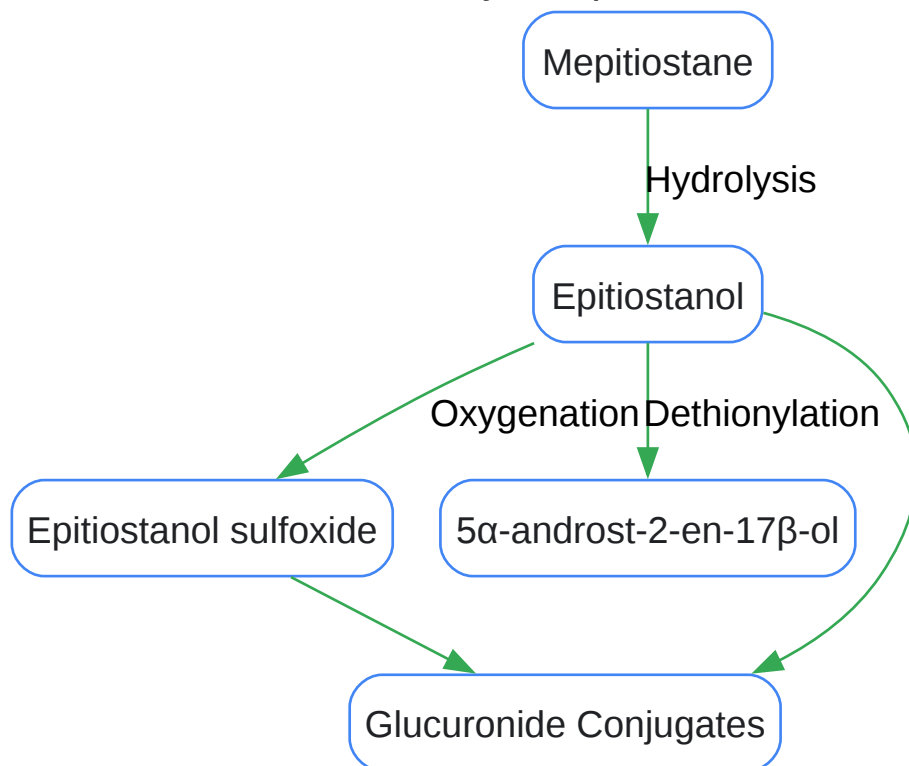 Mepitiostane
Hydrolysis
Epitiostanol
Oxygenation
Dethionylation
Epitiostanol sulfoxide
5α-androst-2-en-17β-ol
Glucuronide Conjugates